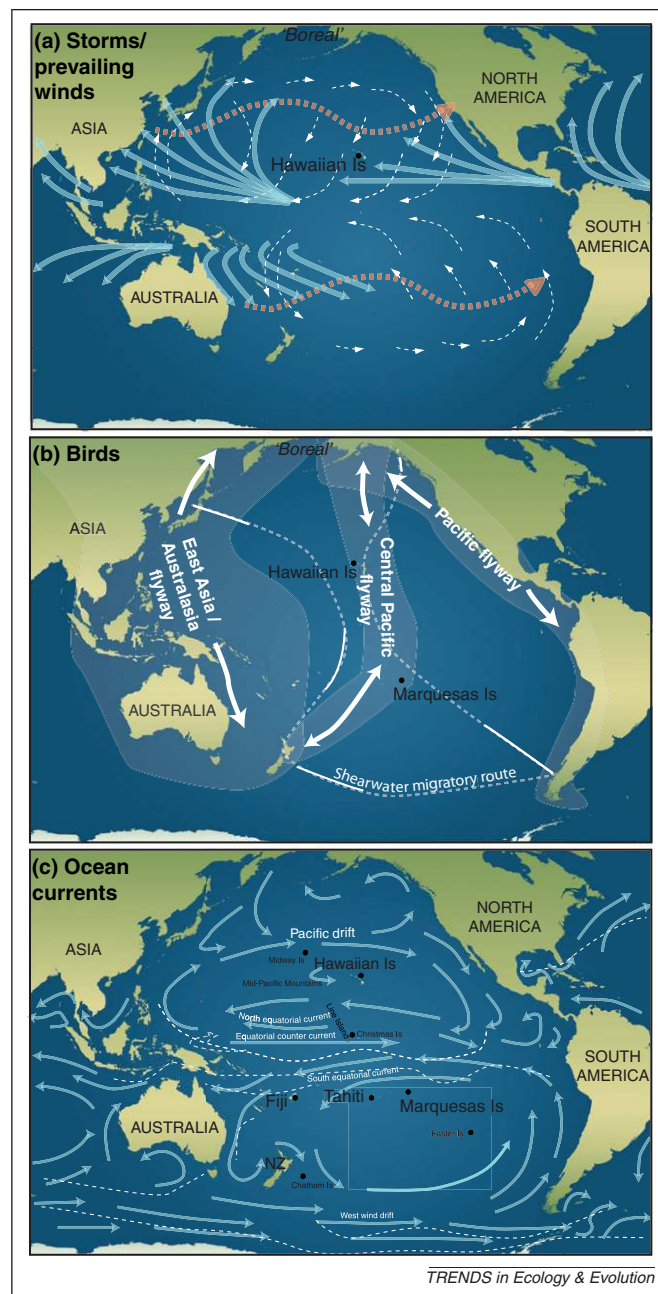 (a) Storms/
prevailing
winds
'Boreal'
NORTH
AMERICA
ASIA
Hawaiian Is
SOUTH
AMERICA
AUSTRALIA
(b) Birds
'Boreal'
ASIA
East Asia /
Australasia
flyway
Hawaiian Is
Central Pacific
flyway
Pacific flyway
Marquesas Is
AUSTRALIA
Shearwater migratory route
(c) Ocean
currents
NORTH
AMERICA
ASIA
Pacific drift
Midway Is
Hawaiian Is
Mid-Pacific Mountains
North equatorial current
Line Island
Equatorial counter current
Christmas Is
SOUTH
AMERICA
South equatorial current
Fiji
Tahiti
Marquesas Is
AUSTRALIA
Easter Is
NZ
Chatham Is
West wind drift
TRENDS in Ecology & Evolution